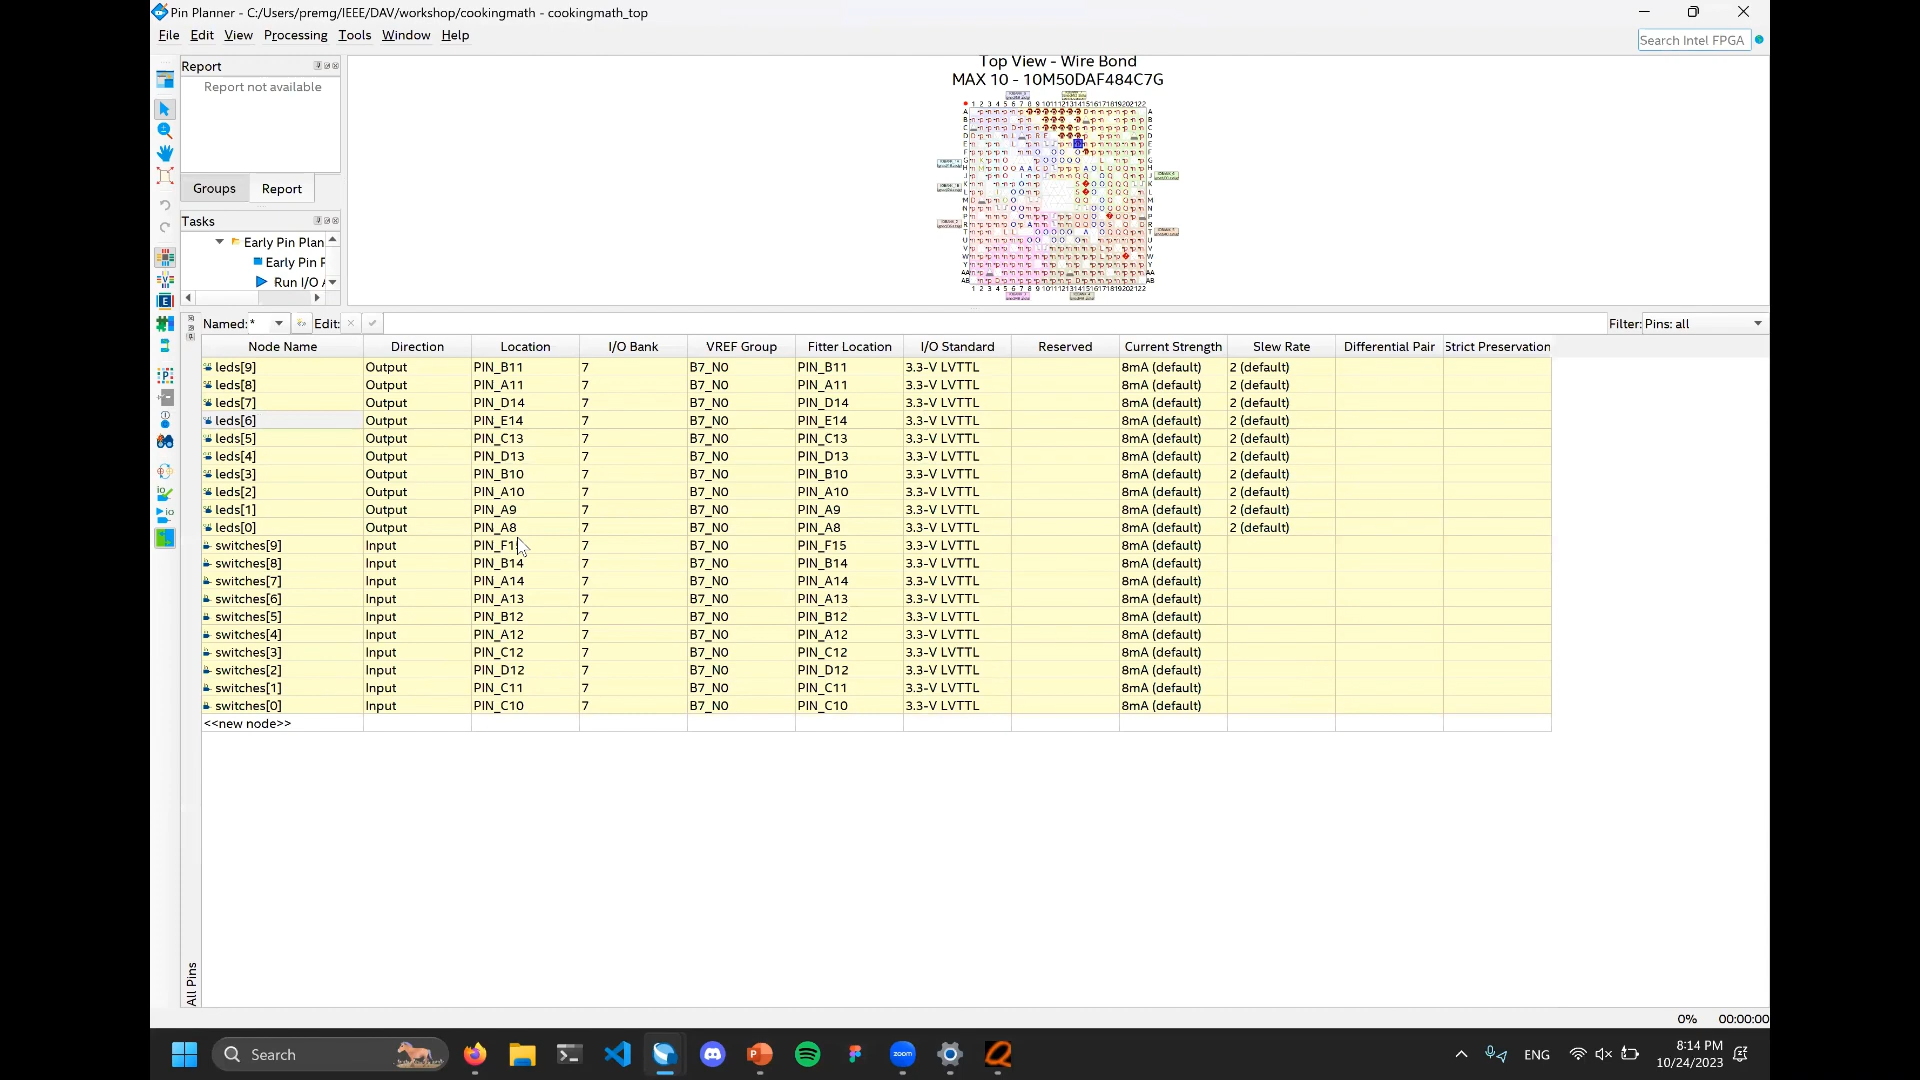 Pin Planner - C:/Users/premg/IEEE/DAV/workshop/cookingmath - cookingmath_top
File Edit View Processing Tools Window Help
Search Intel FPGA
Report
Report not available
Groups Report
Tasks
Early Pin Plan
Early Pin P
Run I/O A
Top View - Wire Bond
MAX 10 - 10M50DAF484C7G
Named: * Edit: Filter: Pins: all
Node Name Direction Location I/O Bank VREF Group Fitter Location I/O Standard Reserved Current Strength Slew Rate Differential Pair Strict Preservation
leds[9] Output PIN_B11 7 B7_N0 PIN_B11 3.3-V LVTTL 8mA (default) 2 (default)
leds[8] Output PIN_A11 7 B7_N0 PIN_A11 3.3-V LVTTL 8mA (default) 2 (default)
leds[7] Output PIN_D14 7 B7_N0 PIN_D14 3.3-V LVTTL 8mA (default) 2 (default)
leds[6] Output PIN_E14 7 B7_N0 PIN_E14 3.3-V LVTTL 8mA (default) 2 (default)
leds[5] Output PIN_C13 7 B7_N0 PIN_C13 3.3-V LVTTL 8mA (default) 2 (default)
leds[4] Output PIN_D13 7 B7_N0 PIN_D13 3.3-V LVTTL 8mA (default) 2 (default)
leds[3] Output PIN_B10 7 B7_N0 PIN_B10 3.3-V LVTTL 8mA (default) 2 (default)
leds[2] Output PIN_A10 7 B7_N0 PIN_A10 3.3-V LVTTL 8mA (default) 2 (default)
leds[1] Output PIN_A9 7 B7_N0 PIN_A9 3.3-V LVTTL 8mA (default) 2 (default)
leds[0] Output PIN_A8 7 B7_N0 PIN_A8 3.3-V LVTTL 8mA (default) 2 (default)
switches[9] Input PIN_F1 7 B7_N0 PIN_F15 3.3-V LVTTL 8mA (default)
switches[8] Input PIN_B14 7 B7_N0 PIN_B14 3.3-V LVTTL 8mA (default)
switches[7] Input PIN_A14 7 B7_N0 PIN_A14 3.3-V LVTTL 8mA (default)
switches[6] Input PIN_A13 7 B7_N0 PIN_A13 3.3-V LVTTL 8mA (default)
switches[5] Input PIN_B12 7 B7_N0 PIN_B12 3.3-V LVTTL 8mA (default)
switches[4] Input PIN_A12 7 B7_N0 PIN_A12 3.3-V LVTTL 8mA (default)
switches[3] Input PIN_C12 7 B7_N0 PIN_C12 3.3-V LVTTL 8mA (default)
switches[2] Input PIN_D12 7 B7_N0 PIN_D12 3.3-V LVTTL 8mA (default)
switches[1] Input PIN_C11 7 B7_N0 PIN_C11 3.3-V LVTTL 8mA (default)
switches[0] Input PIN_C10 7 B7_N0 PIN_C10 3.3-V LVTTL 8mA (default)
<<new node>>
All Pins
0% 00:00:00
Search
zoom
ENG
8:14 PM
10/24/2023